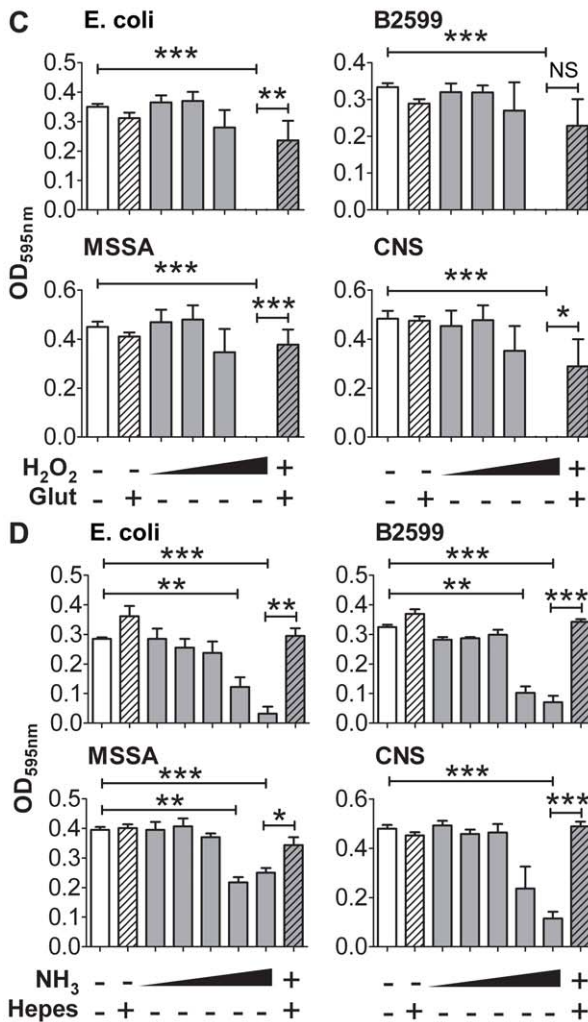 C
E. coli
B2599
***
**
***
NS
0.5
0.4
0.3
0.2
0.1
0.0
0.4
0.3
0.2
0.1
0.0
OD595nm
MSSA
CNS
***
***
***
*
0.6
0.4
0.2
0.0
0.6
0.4
0.2
0.0
H₂O₂ - - +
- - +
Glut - + - - - - +
- + - - - - +
D
E. coli
B2599
***
**
**
***
**
***
0.5
0.4
0.3
0.2
0.1
0.0
0.5
0.4
0.3
0.2
0.1
0.0
OD595nm
MSSA
CNS
***
**
*
***
***
0.5
0.4
0.3
0.2
0.1
0.0
0.6
0.4
0.2
0.0
NH₃ - - +
- - +
Hepes - + - - - - - +
- + - - - - - +